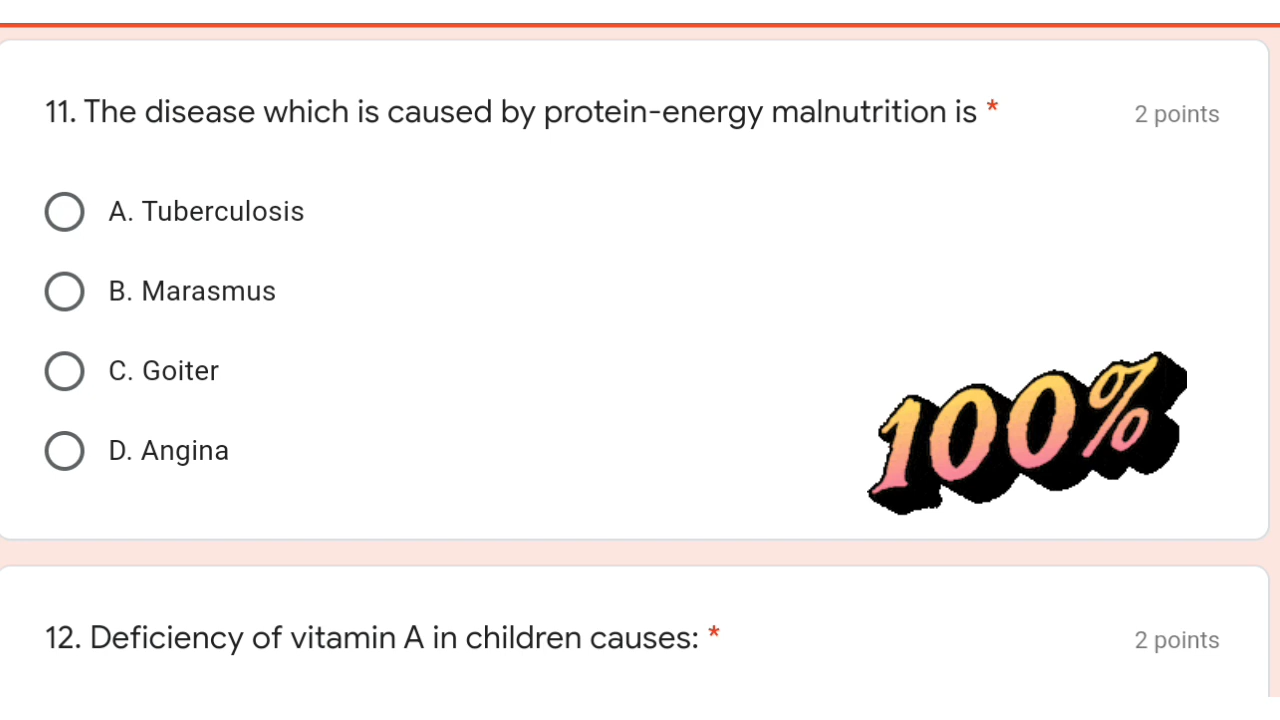 11. The disease which is caused by protein-energy malnutrition is *
2 points
A. Tuberculosis
B. Marasmus
C. Goiter
D. Angina
100%
12. Deficiency of vitamin A in children causes: *
2 points